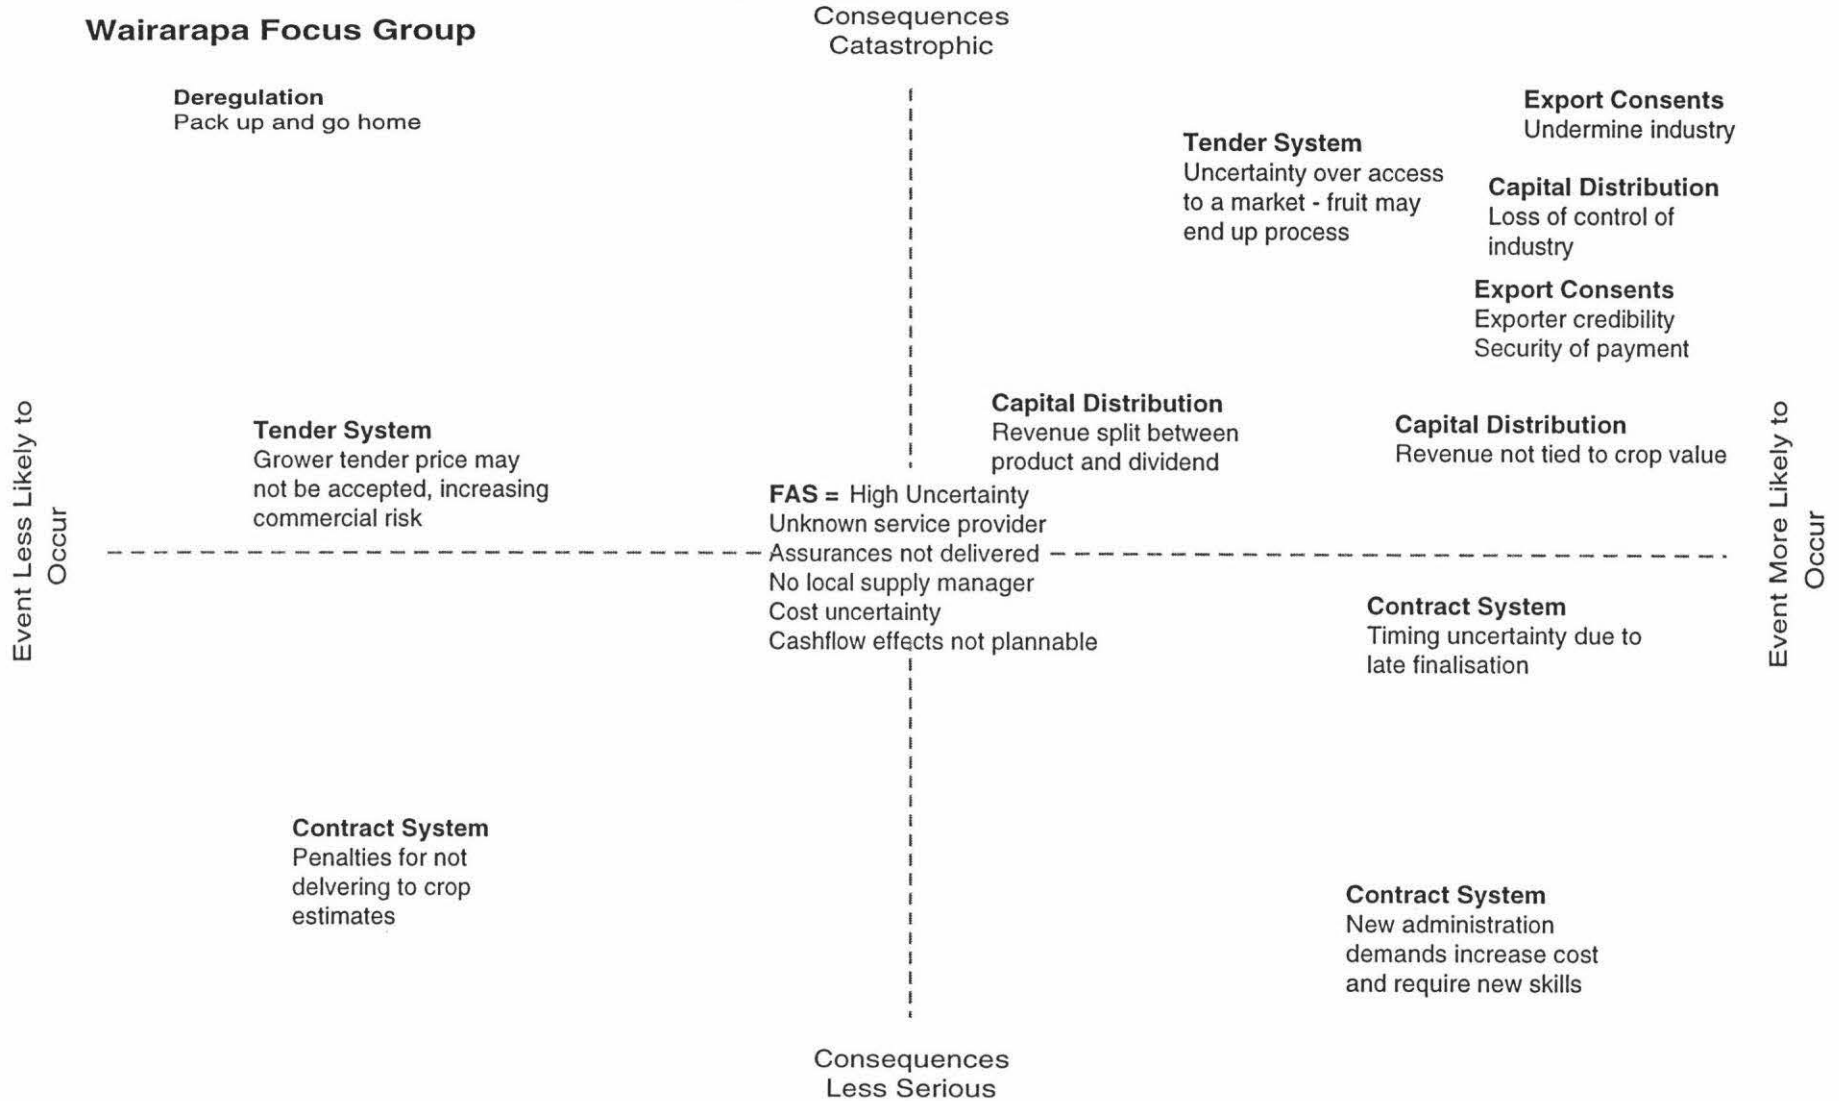 Wairarapa Focus Group
Consequences
Catastrophic
Deregulation
Pack up and go home
Export Consents
Undermine industry
Tender System
Uncertainty over access
to a market - fruit may
end up process
Capital Distribution
Loss of control of
industry
Export Consents
Exporter credibility
Security of payment
Capital Distribution
Revenue split between
product and dividend
Capital Distribution
Revenue not tied to crop value
Tender System
Grower tender price may
not be accepted, increasing
commercial risk
FAS = High Uncertainty
Unknown service provider
Assurances not delivered
No local supply manager
Cost uncertainty
Cashflow effects not plannable
Event Less Likely to
Occur
Event More Likely to
Occur
Contract System
Timing uncertainty due to
late finalisation
Contract System
Penalties for not
delvering to crop
estimates
Contract System
New administration
demands increase cost
and require new skills
Consequences
Less Serious